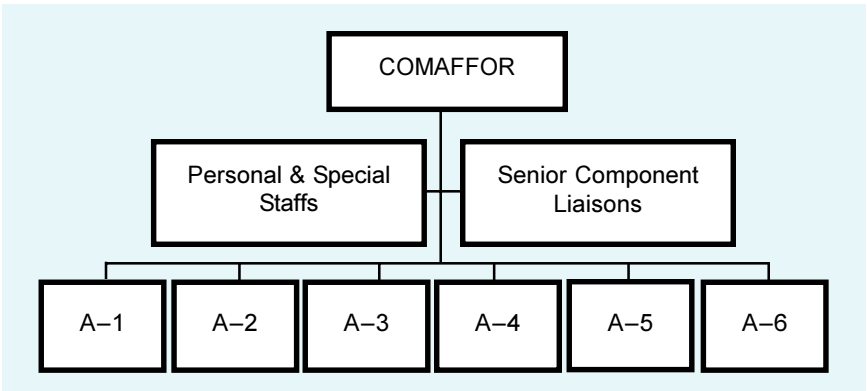 COMAFFOR
Personal & Special
Staffs
Senior Component
Liaisons
A–1
A–2
A–3
A–4
A–5
A–6